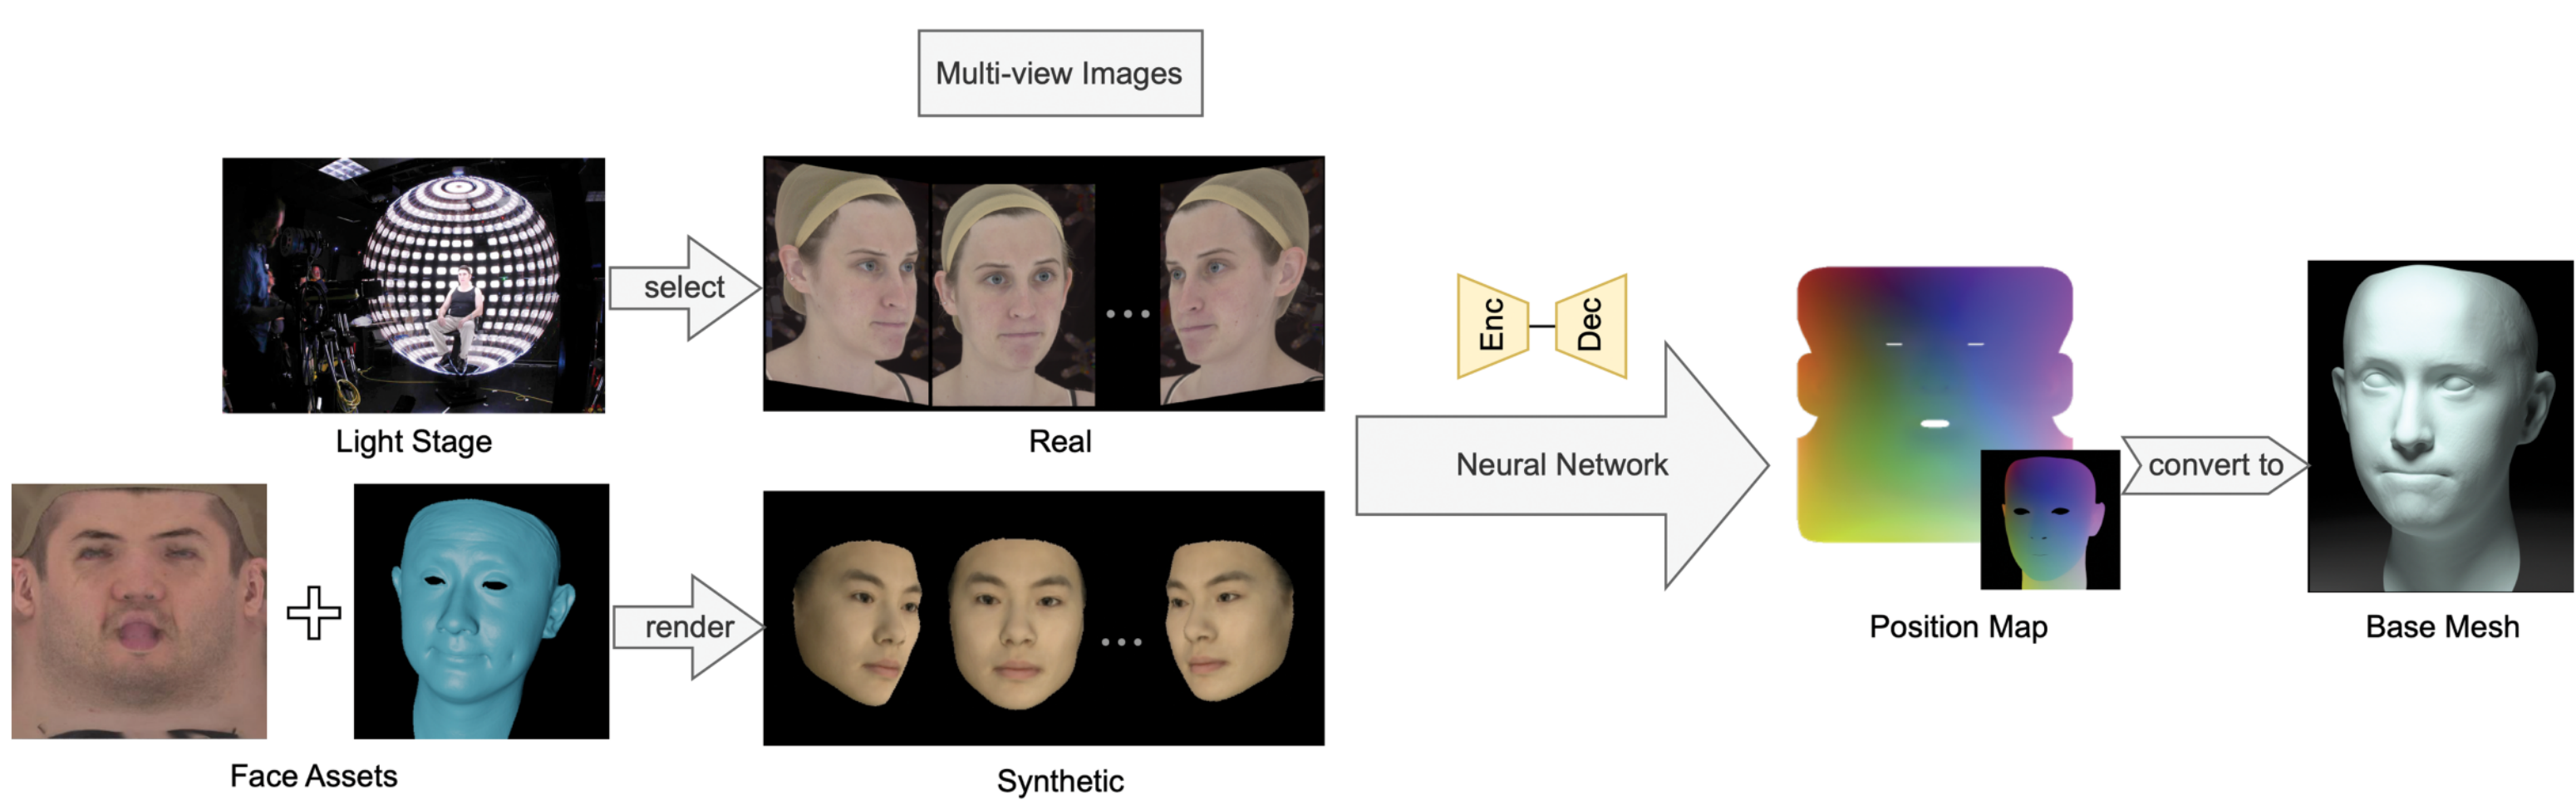 Multi-view Images
select
Light Stage
Real
Enc
Dec
Neural Network
convert to
Position Map
Base Mesh
render
Face Assets
Synthetic